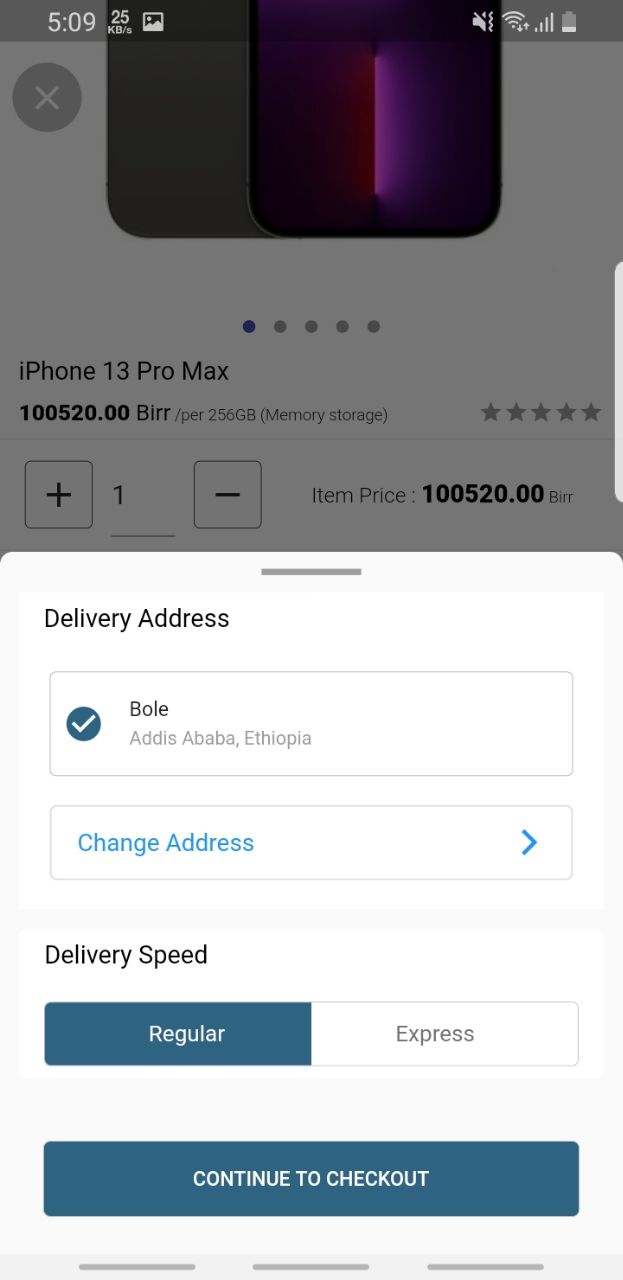 5:09 25 KB/s
iPhone 13 Pro Max
100520.00 Birr /per 256GB (Memory storage)
+ 1 − Item Price : 100520.00 Birr
Delivery Address
Bole
Addis Ababa, Ethiopia
Change Address
Delivery Speed
Regular Express
CONTINUE TO CHECKOUT